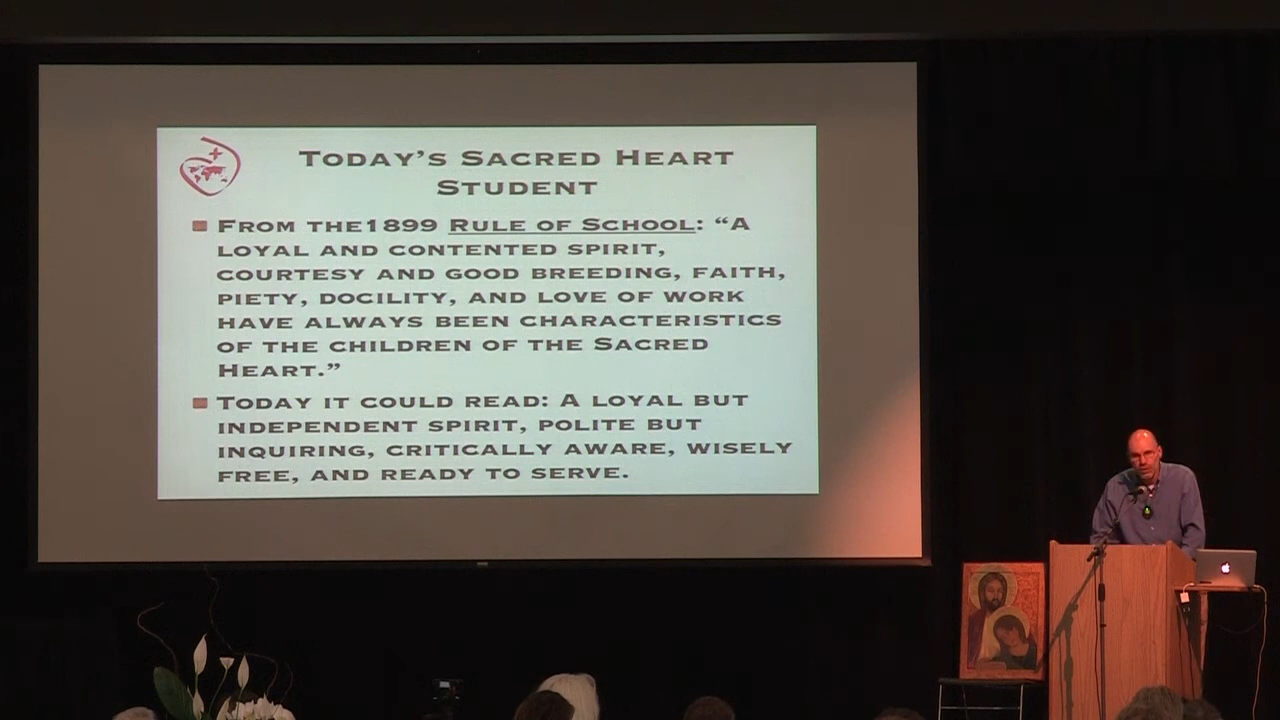 Today's Sacred Heart
Student
From the1899 Rule of School: “A
loyal and contented spirit,
courtesy and good breeding, faith,
piety, docility, and love of work
have always been characteristics
of the children of the Sacred
Heart.”
Today it could read: A loyal but
independent spirit, polite but
inquiring, critically aware, wisely
free, and ready to serve.